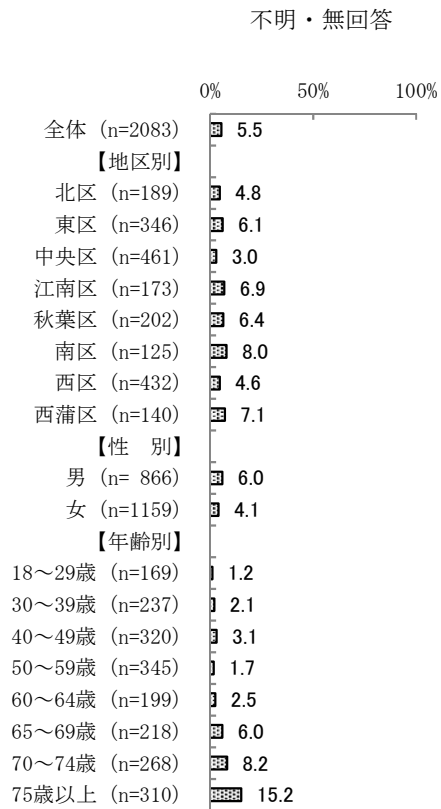 不明・無回答
0% 50% 100%
全体 (n=2083) 5.5
【地区別】
北区 (n=189) 4.8
東区 (n=346) 6.1
中央区 (n=461) 3.0
江南区 (n=173) 6.9
秋葉区 (n=202) 6.4
南区 (n=125) 8.0
西区 (n=432) 4.6
西蒲区 (n=140) 7.1
【性　別】
男 (n= 866) 6.0
女 (n=1159) 4.1
【年齢別】
18～29歳 (n=169) 1.2
30～39歳 (n=237) 2.1
40～49歳 (n=320) 3.1
50～59歳 (n=345) 1.7
60～64歳 (n=199) 2.5
65～69歳 (n=218) 6.0
70～74歳 (n=268) 8.2
75歳以上 (n=310) 15.2